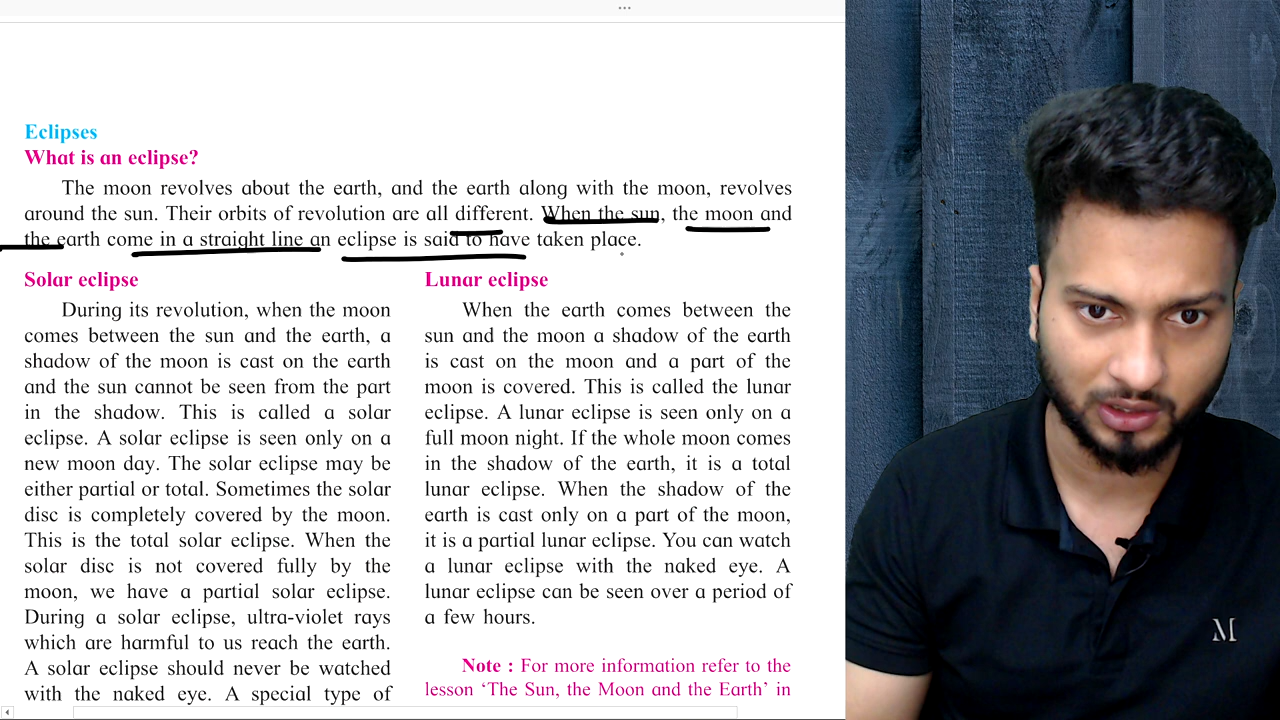 Eclipses
What is an eclipse?
The moon revolves about the earth, and the earth along with the moon, revolves
around the sun. Their orbits of revolution are all different. When the sun, the moon and
the earth come in a straight line an eclipse is said to have taken place.
Solar eclipse
During its revolution, when the moon
comes between the sun and the earth, a
shadow of the moon is cast on the earth
and the sun cannot be seen from the part
in the shadow. This is called a solar
eclipse. A solar eclipse is seen only on a
new moon day. The solar eclipse may be
either partial or total. Sometimes the solar
disc is completely covered by the moon.
This is the total solar eclipse. When the
solar disc is not covered fully by the
moon, we have a partial solar eclipse.
During a solar eclipse, ultra-violet rays
which are harmful to us reach the earth.
A solar eclipse should never be watched
with the naked eye. A special type of
Lunar eclipse
When the earth comes between the
sun and the moon a shadow of the earth
is cast on the moon and a part of the
moon is covered. This is called the lunar
eclipse. A lunar eclipse is seen only on a
full moon night. If the whole moon comes
in the shadow of the earth, it is a total
lunar eclipse. When the shadow of the
earth is cast only on a part of the moon,
it is a partial lunar eclipse. You can watch
a lunar eclipse with the naked eye. A
lunar eclipse can be seen over a period of
a few hours.
Note : For more information refer to the
lesson ‘The Sun, the Moon and the Earth’ in
M